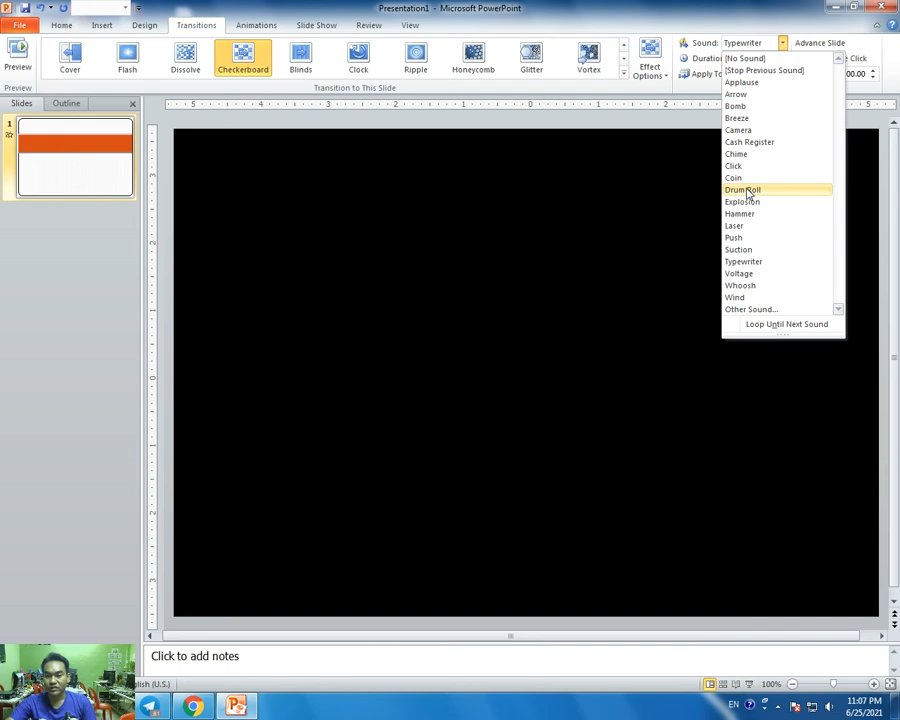 Presentation1 - Microsoft PowerPoint
File Home Insert Design Transitions Animations Slide Show Review View
Preview
Cover Flash Dissolve Checkerboard Blinds Clock Ripple Honeycomb Glitter Vortex
Effect
Options
Sound: Typewriter Advance Slide
Preview
Transition to This Slide
[No Sound]
[Stop Previous Sound]
Applause
Arrow
Bomb
Breeze
Camera
Cash Register
Chime
Click
Coin
Drum Roll
Explosion
Hammer
Laser
Push
Suction
Typewriter
Voltage
Whoosh
Wind
Other Sound...
Loop Until Next Sound
Slides Outline
1
Click to add notes
100%
EN
11:07 PM
6/25/2021